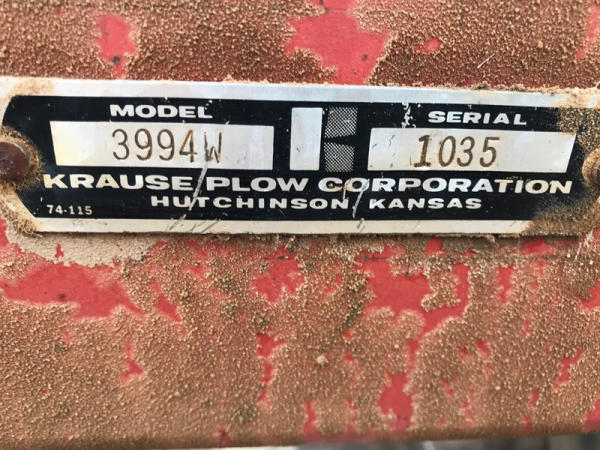 MODEL SERIAL
3994W 1035
KRAUSE PLOW CORPORATION
HUTCHINSON, KANSAS
74-115